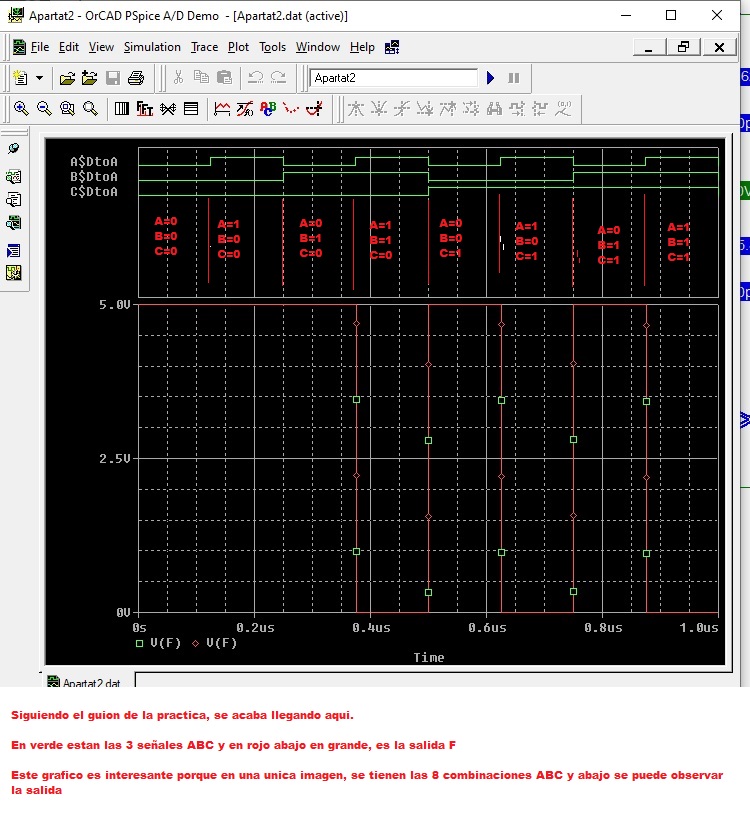 Apartat2 - OrCAD PSpice A/D Demo - [Apartat2.dat (active)]
File Edit View Simulation Trace Plot Tools Window Help
Apartat2
A$DtoA
B$DtoA
C$DtoA
A=0 A=1 A=0 A=1 A=0 A=1 A=0 A=1
B=0 B=0 B=1 B=1 B=0 B=0 B=1 B=1
C=0 C=0 C=0 C=0 C=1 C=1 C=1 C=1
5.0V
2.5V
0V
0s 0.2us 0.4us 0.6us 0.8us 1.0us
V(F) V(F)
Time
Apartat2.dat
Siguiendo el guion de la practica, se acaba llegando aqui.
En verde estan las 3 señales ABC y en rojo abajo en grande, es la salida F
Este grafico es interesante porque en una unica imagen, se tienen las 8 combinaciones ABC y abajo se puede observar
la salida